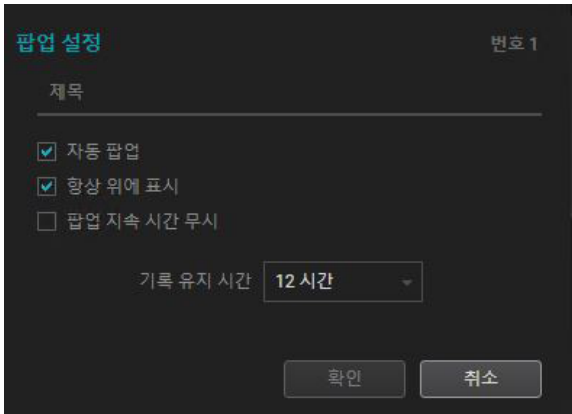 팝업 설정
번호 1
제목
자동 팝업
항상 위에 표시
팝업 지속 시간 무시
기록 유지 시간 12 시간
확인 취소